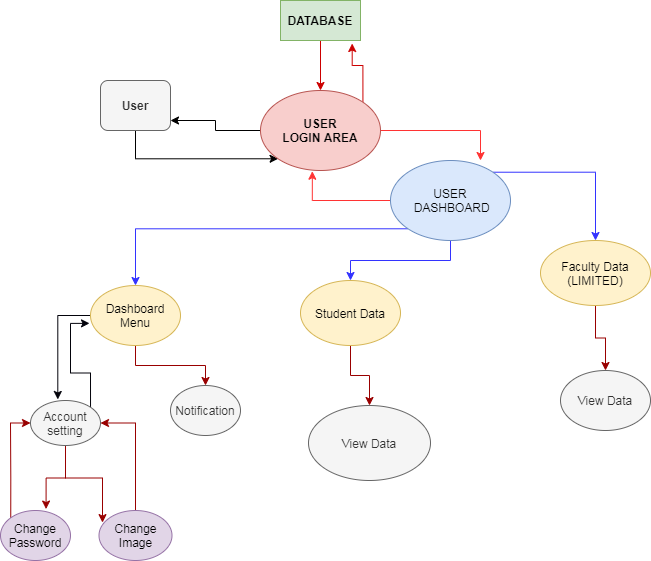 DATABASE
User
USER
LOGIN AREA
USER
DASHBOARD
Faculty Data
(LIMITED)
Dashboard
Menu
Student Data
View Data
Notification
Account
setting
View Data
Change
Password
Change
Image